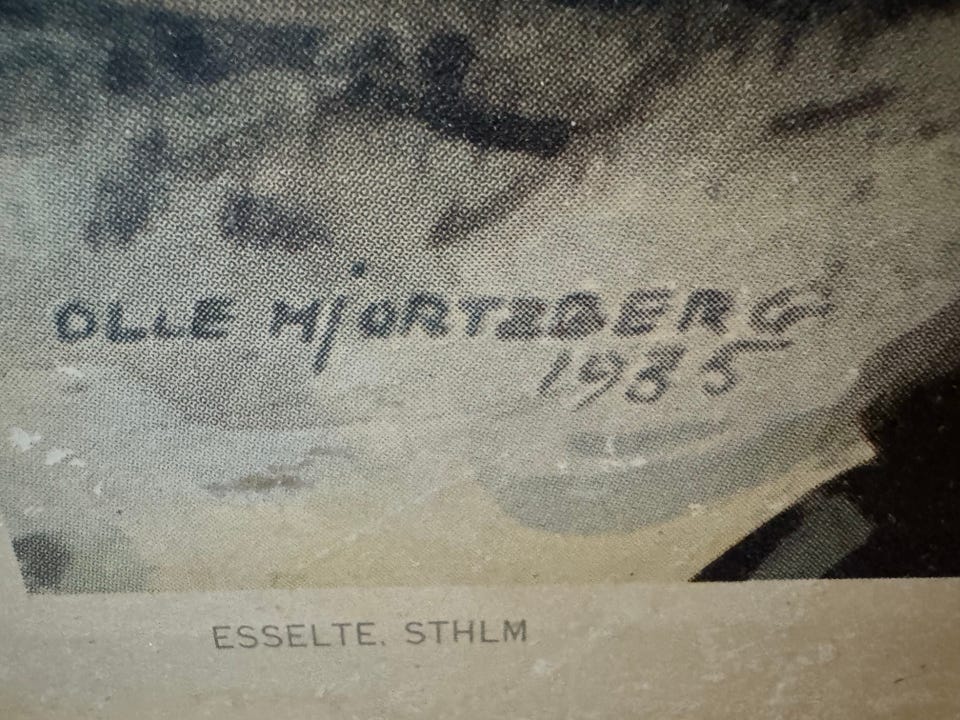 OLLE HjORTZBERG
1935
ESSELTE. STHLM